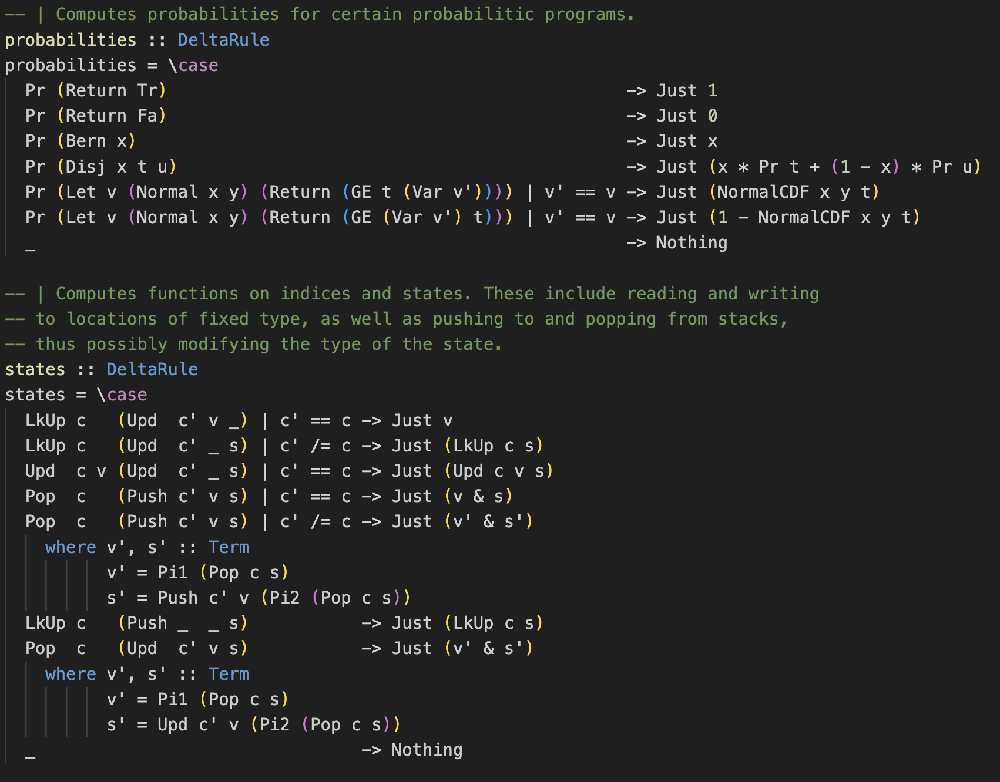 -- | Computes probabilities for certain probabilitic programs.
probabilities :: DeltaRule
probabilities = \case
  Pr (Return Tr)                                             -> Just 1
  Pr (Return Fa)                                             -> Just 0
  Pr (Bern x)                                                -> Just x
  Pr (Disj x t u)                                            -> Just (x * Pr t + (1 - x) * Pr u)
  Pr (Let v (Normal x y) (Return (GE t (Var v')))) | v' == v -> Just (NormalCDF x y t)
  Pr (Let v (Normal x y) (Return (GE (Var v') t))) | v' == v -> Just (1 - NormalCDF x y t)
  _                                                          -> Nothing

-- | Computes functions on indices and states. These include reading and writing
-- to locations of fixed type, as well as pushing to and popping from stacks,
-- thus possibly modifying the type of the state.
states :: DeltaRule
states = \case
  LkUp c   (Upd  c' v _) | c' == c -> Just v
  LkUp c   (Upd  c' _ s) | c' /= c -> Just (LkUp c s)
  Upd  c v (Upd  c' _ s) | c' == c -> Just (Upd c v s)
  Pop  c   (Push c' v s) | c' == c -> Just (v & s)
  Pop  c   (Push c' v s) | c' /= c -> Just (v' & s')
    where v', s' :: Term
          v' = Pi1 (Pop c s)
          s' = Push c' v (Pi2 (Pop c s))
  LkUp c   (Push _  _ s)           -> Just (LkUp c s)
  Pop  c   (Upd  c' v s)           -> Just (v' & s')
    where v', s' :: Term
          v' = Pi1 (Pop c s)
          s' = Upd c' v (Pi2 (Pop c s))
  _                                -> Nothing